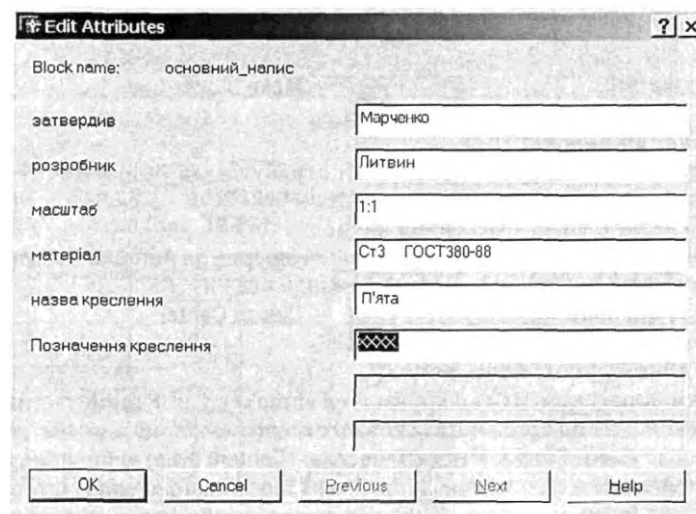 Edit Attributes
Block name: основний_напис
затвердив Марченко
розробник Литвин
масштаб 1:1
матеріал Ст3 ГОСТ380-88
назва креслення П'ята
Позначення креслення XXXX
OK Cancel Previous Next Help